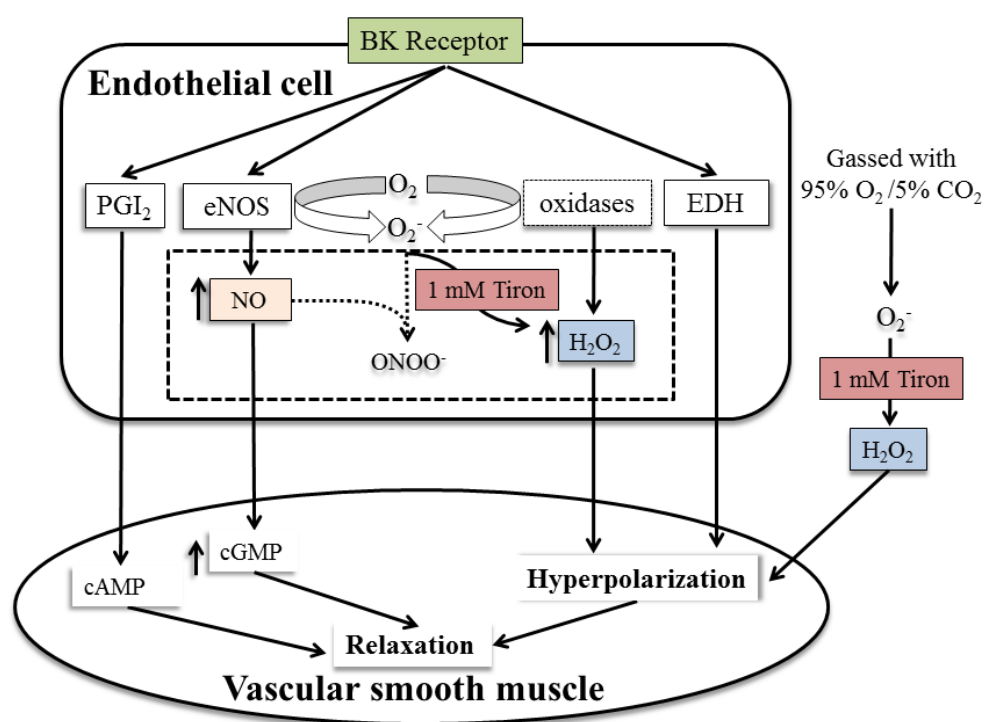 BK Receptor
Endothelial cell
PGI₂
eNOS
O₂
O₂⁻
oxidases
EDH
Gassed with
95% O₂ /5% CO₂
NO
1 mM Tiron
ONOO⁻
H₂O₂
O₂⁻
1 mM Tiron
H₂O₂
cAMP
cGMP
Hyperpolarization
Relaxation
Vascular smooth muscle